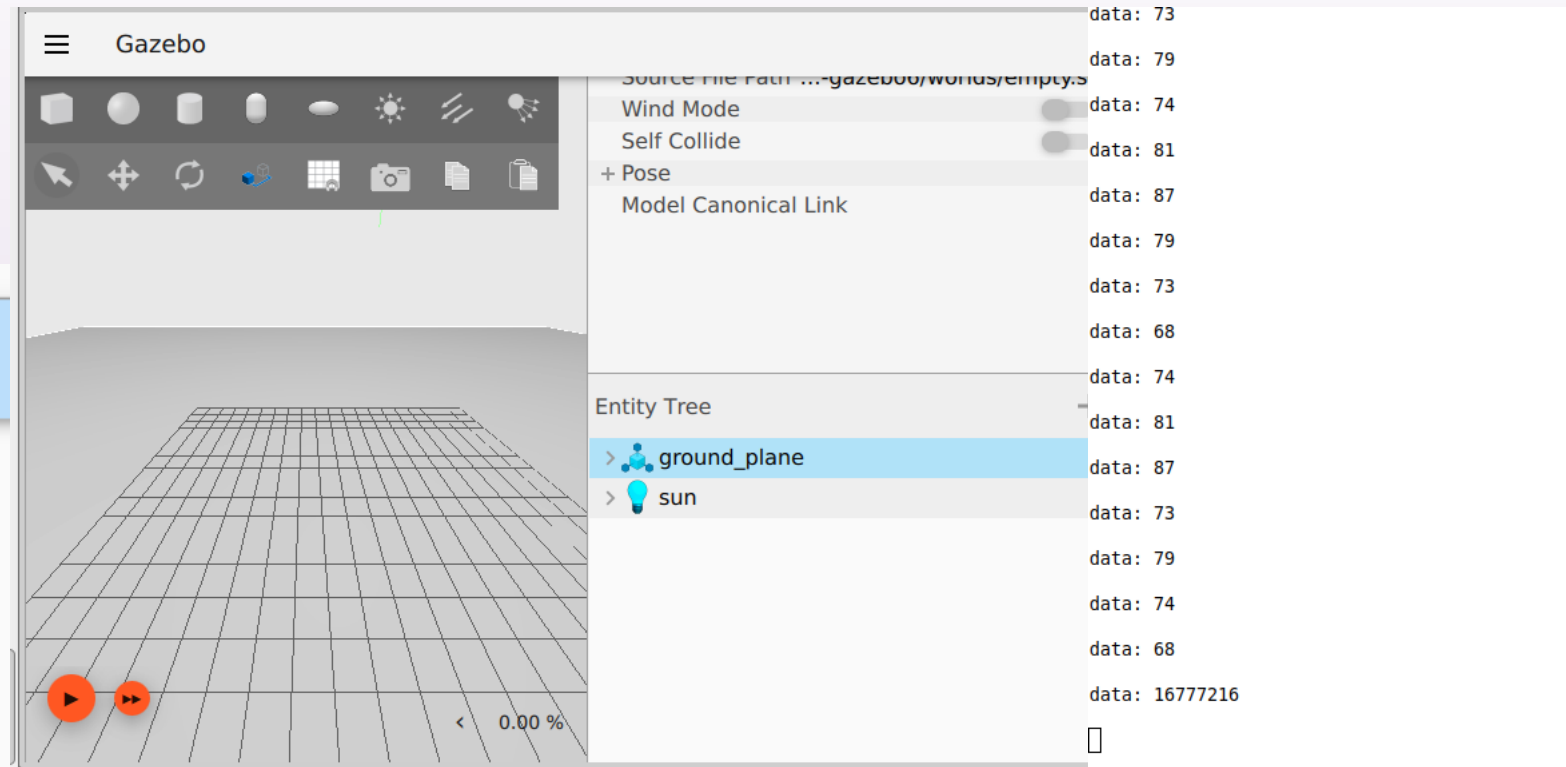 Gazebo
Source File Path ...-gazebo6/worlds/empty.s
Wind Mode
Self Collide
+ Pose
Model Canonical Link
Entity Tree
ground_plane
sun
< 0.00 %
data: 73
data: 79
data: 74
data: 81
data: 87
data: 79
data: 73
data: 68
data: 74
data: 81
data: 87
data: 73
data: 79
data: 74
data: 68
data: 16777216